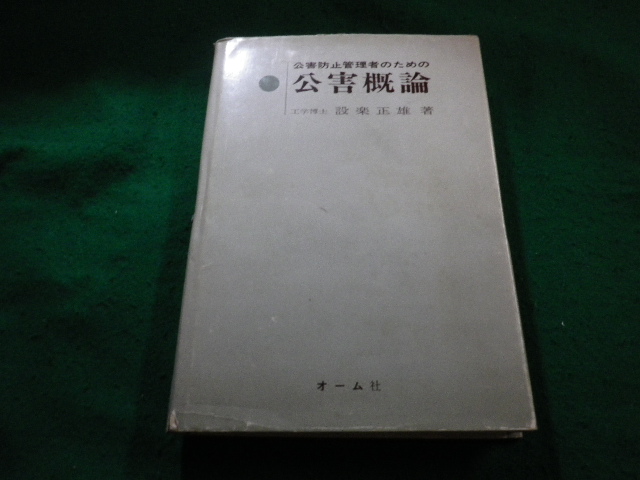 公害防止管理者のための
公害概論
工学博士 設楽正雄 著
オーム社